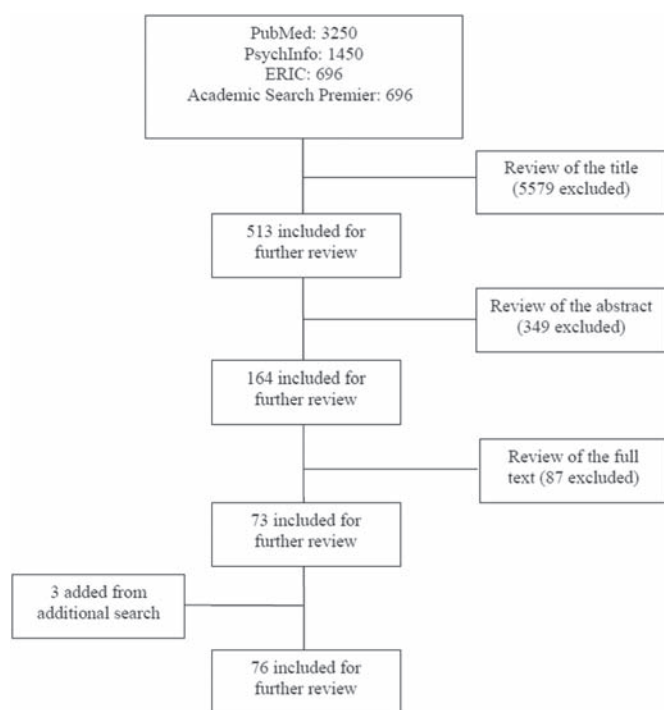 PubMed: 3250
PsychInfo: 1450
ERIC: 696
Academic Search Premier: 696
Review of the title
(5579 excluded)
513 included for
further review
Review of the abstract
(349 excluded)
164 included for
further review
Review of the full
text (87 excluded)
73 included for
further review
3 added from
additional search
76 included for
further review